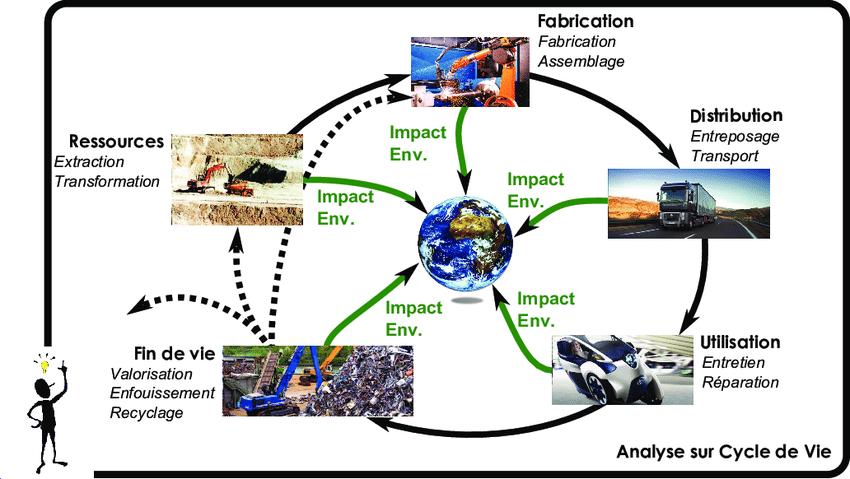 Fabrication
Fabrication
Assemblage
Distribution
Entreposage
Transport
Ressources
Extraction
Transformation
Impact
Env.
Impact
Env.
Impact
Env.
Impact
Env.
Impact
Env.
Utilisation
Entretien
Réparation
Fin de vie
Valorisation
Enfouissement
Recyclage
Analyse sur Cycle de Vie